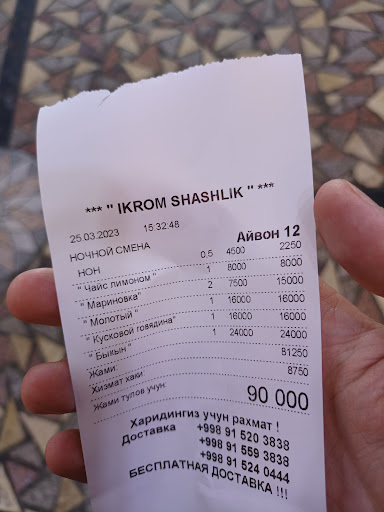 *** " IKROM SHASHLIK " ***
25.03.2023 15:32:48
НОЧНОЙ СМЕНА Айвон 12
НОН 0.5 4500 2250
" Чайс лимоном " 1 8000 8000
" Мариновка" 2 7500 15000
" Молотый " 1 16000 16000
" Кусковой говядина" 1 16000 16000
" Быкын " 1 24000 24000
Жами: 81250
Хизмат хаки: 8750
Жами тулов учун: 90 000
Харидингиз учун рахмат !
Доставка +998 91 520 3838
+998 91 559 3838
+998 91 524 0444
БЕСПЛАТНАЯ ДОСТАВКА !!!